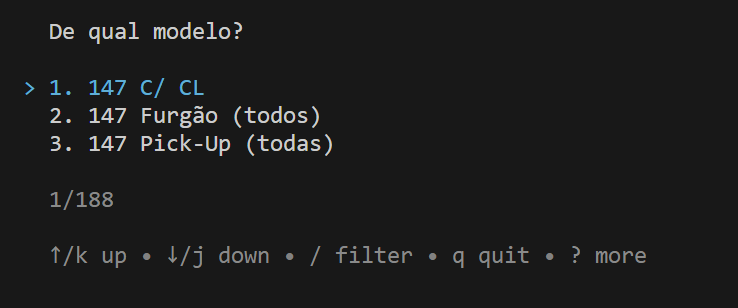 De qual modelo?
> 1. 147 C/ CL
2. 147 Furgão (todos)
3. 147 Pick-Up (todas)
1/188
↑/k up • ↓/j down • / filter • q quit • ? more